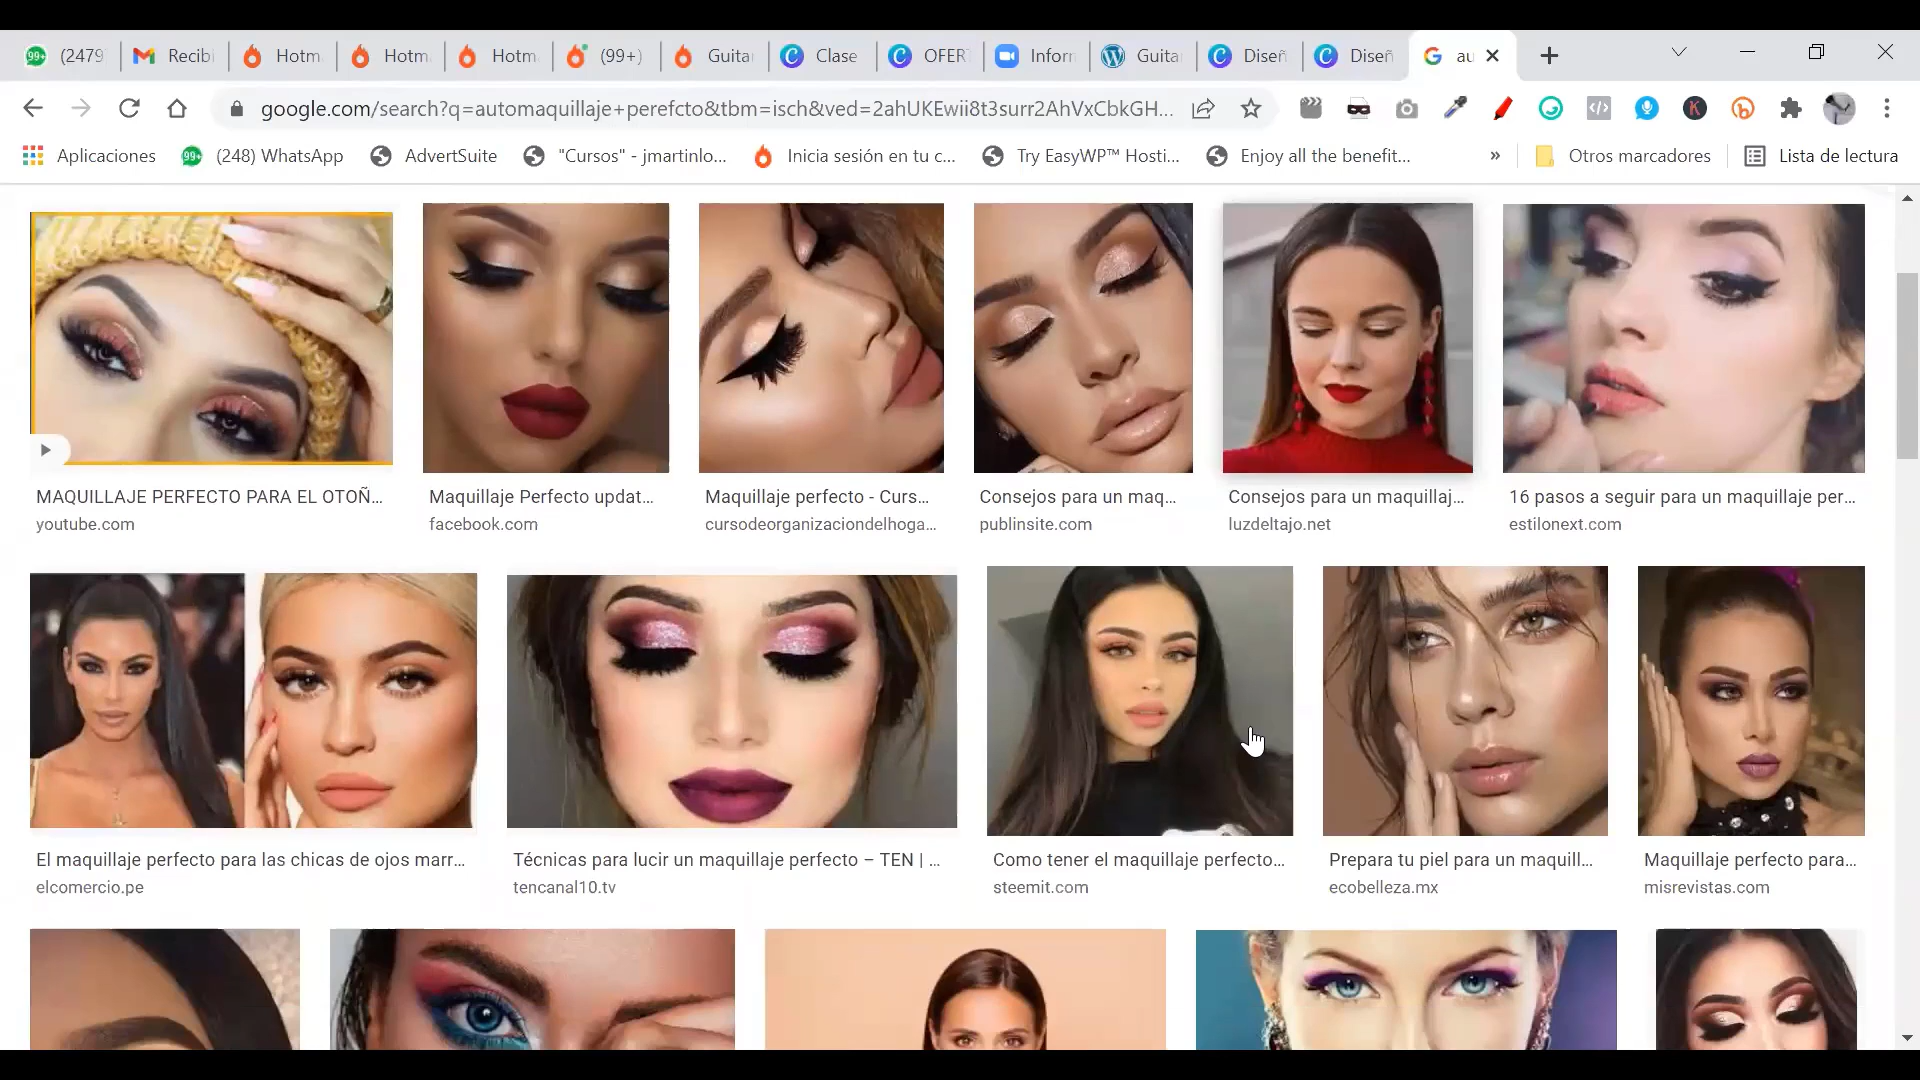 99+ (2479 Recibi Hotm Hotm Hotm (99+) Guitar Clase OFERT Inform Guitar Diseñ Diseñ au
google.com/search?q=automaquillaje+perefcto&tbm=isch&ved=2ahUKEwii8t3surr2AhVxCbkGH...
Aplicaciones 99+ (248) WhatsApp AdvertSuite "Cursos" - jmartinlo... Inicia sesión en tu c... Try EasyWP™ Hosti... Enjoy all the benefit... » Otros marcadores Lista de lectura
MAQUILLAJE PERFECTO PARA EL OTOÑ... Maquillaje Perfecto updat... Maquillaje perfecto - Curs... Consejos para un maq... Consejos para un maquillaj... 16 pasos a seguir para un maquillaje per...
youtube.com facebook.com cursodeorganizaciondelhoga... publinsite.com luzdeltajo.net estilonext.com
El maquillaje perfecto para las chicas de ojos marr... Técnicas para lucir un maquillaje perfecto – TEN | ... Como tener el maquillaje perfecto... Prepara tu piel para un maquill... Maquillaje perfecto para...
elcomercio.pe tencanal10.tv steemit.com ecobelleza.mx misrevistas.com